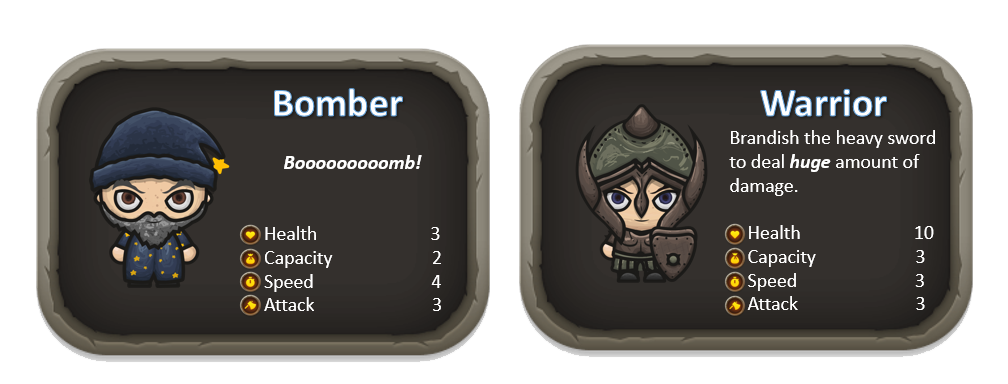 Bomber
Booooooooomb!
Health 3
Capacity 2
Speed 4
Attack 3
Warrior
Brandish the heavy sword
to deal huge amount of
damage.
Health 10
Capacity 3
Speed 3
Attack 3